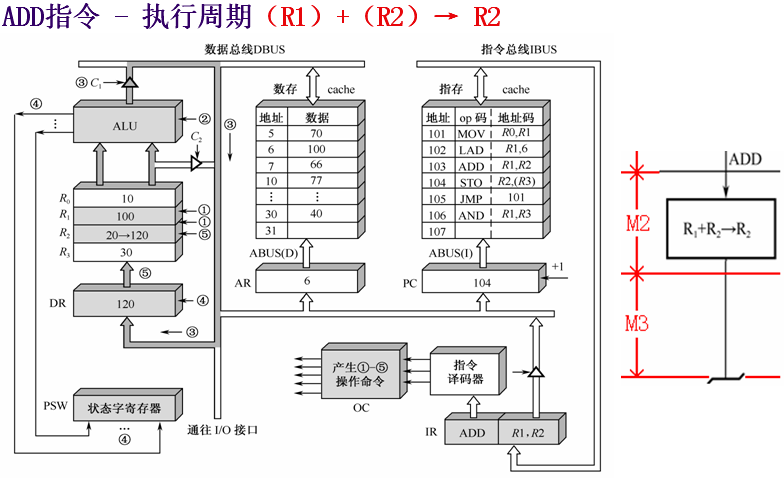 ADD指令 - 执行周期（R1）+（R2）→ R2
数据总线DBUS
指令总线IBUS
③ C₁
数存 cache
指存 cache
④
ALU
②
③
C₂
地址 数据
5 70
6 100
7 66
10 77
⋮ ⋮
30 40
31
地址 op 码 地址码
101 MOV R0,R1
102 LAD R1,6
103 ADD R1,R2
104 STO R2,(R3)
105 JMP 101
106 AND R1,R3
107
R₀ 10
R₁ 100 ①
①
R₂ 20→120 ⑤
R₃ 30
⑤
ABUS(D)
ABUS(I)
AR 6
PC 104
+1
DR 120 ④
③
产生①-⑤
操作命令
OC
指令
译码器
PSW 状态字寄存器
…
④
通往 I/O 接口
IR ADD R1, R2
ADD
M2
R₁+R₂→R₂
M3